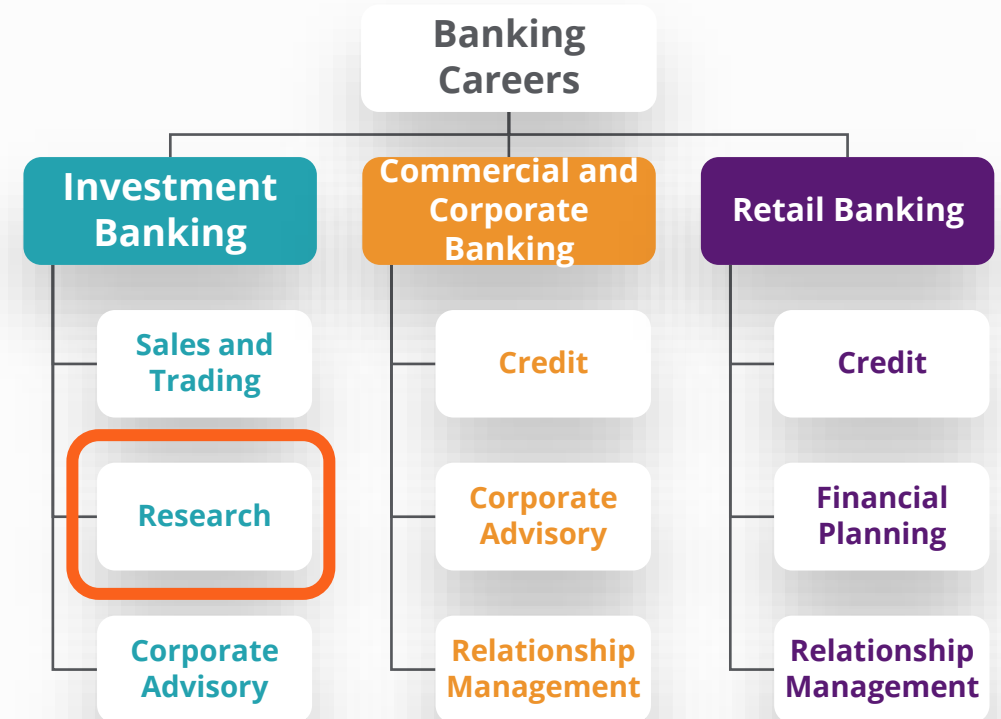 Banking
Careers
Investment
Banking
Commercial and
Corporate
Banking
Retail Banking
Sales and
Trading
Credit
Credit
Research
Corporate
Advisory
Financial
Planning
Corporate
Advisory
Relationship
Management
Relationship
Management